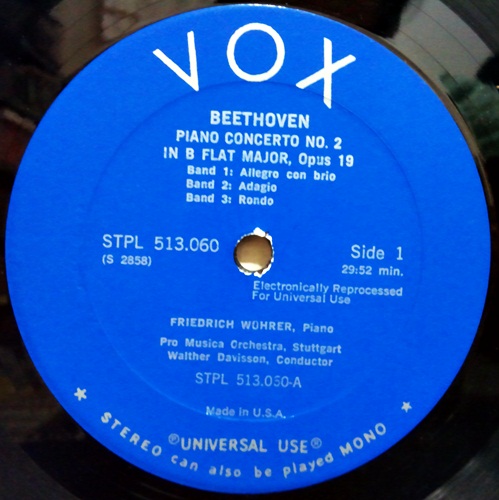 VOX
BEETHOVEN
PIANO CONCERTO NO. 2
IN B FLAT MAJOR, Opus 19
Band 1: Allegro con brio
Band 2: Adagio
Band 3: Rondo
STPL 513.060
(S 2858)
Side 1
29:52 min.
Electronically Reprocessed
For Universal Use
FRIEDRICH WÜHRER, Piano
Pro Musica Orchestra, Stuttgart
Walther Davisson, Conductor
STPL 513.050-A
Made in U.S.A.
®UNIVERSAL USE®
★ STEREO can also be played MONO ★